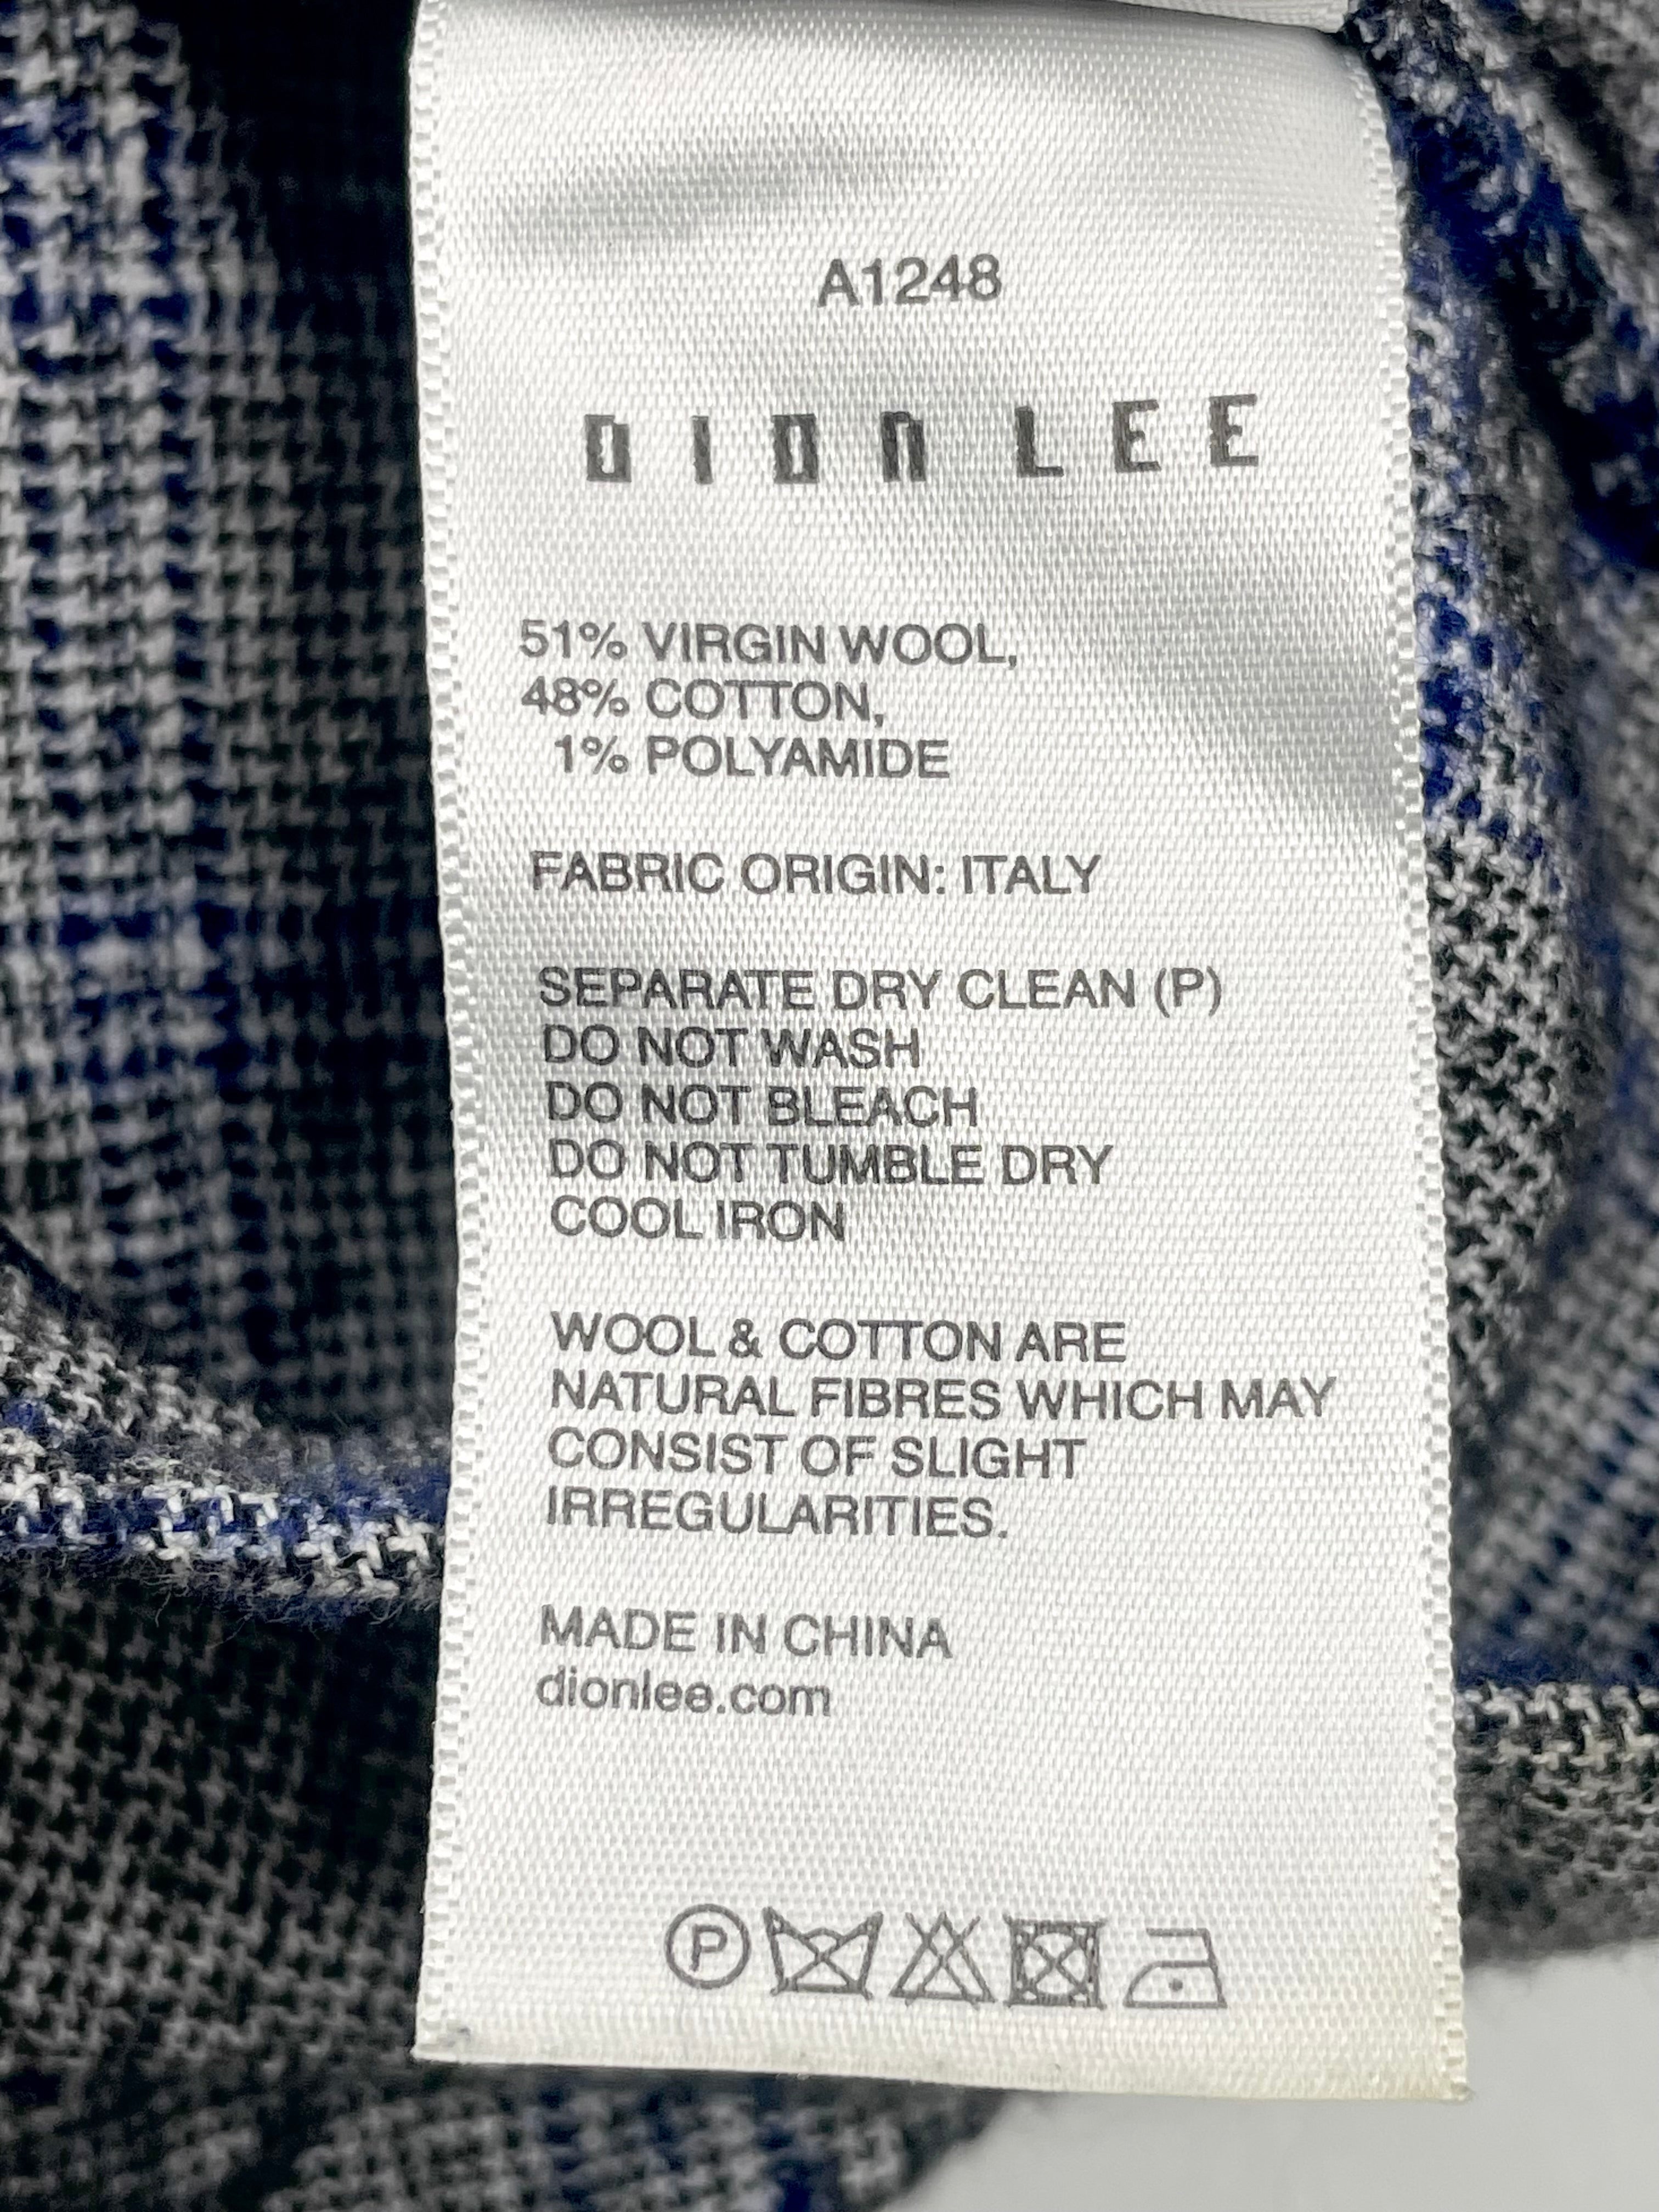 A1248
DION LEE
51% VIRGIN WOOL,
48% COTTON,
1% POLYAMIDE
FABRIC ORIGIN: ITALY
SEPARATE DRY CLEAN (P)
DO NOT WASH
DO NOT BLEACH
DO NOT TUMBLE DRY
COOL IRON
WOOL & COTTON ARE
NATURAL FIBRES WHICH MAY
CONSIST OF SLIGHT
IRREGULARITIES.
MADE IN CHINA
dionlee.com
P